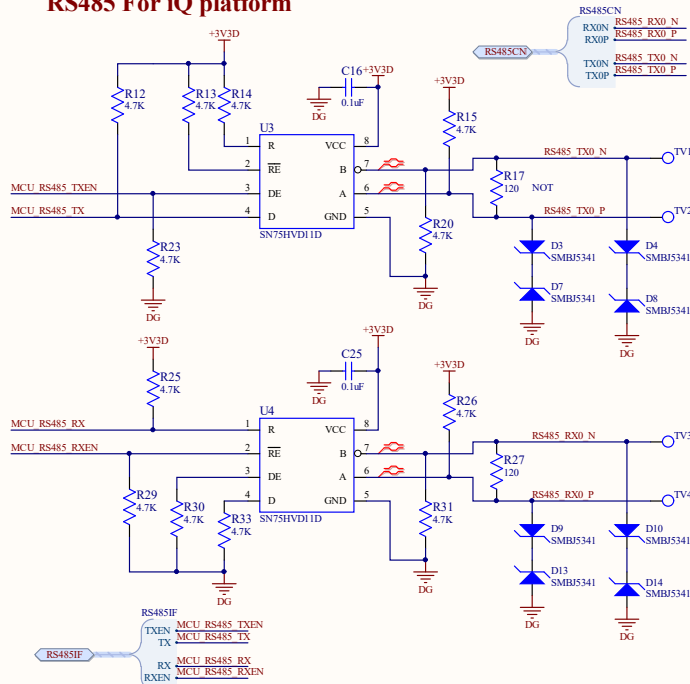 RS485 For iQ platform
RS485CN
RS485CN
RX0N RS485_RX0_N
RX0P RS485_RX0_P
TX0N RS485_TX0_N
TX0P RS485_TX0_P
+3V3D
R12
4.7K
R13
4.7K
R14
4.7K
C16
0.1uF
+3V3D
DG
+3V3D
R15
4.7K
U3
1 R VCC 8
2 RE B 7
3 DE A 6
4 D GND 5
SN75HVD11D
MCU_RS485_TXEN
MCU_RS485_TX
R23
4.7K
DG
R20
4.7K
DG
RS485_TX0_N
TV1
R17
120 NOT
RS485_TX0_P
TV2
D3
SMBJ5341
D4
SMBJ5341
D7
SMBJ5341
D8
SMBJ5341
DG
DG
+3V3D
R25
4.7K
C25
0.1uF
+3V3D
DG
+3V3D
R26
4.7K
U4
1 R VCC 8
2 RE B 7
3 DE A 6
4 D GND 5
SN75HVD11D
MCU_RS485_RX
MCU_RS485_RXEN
R29
4.7K
R30
4.7K
R33
4.7K
DG
R31
4.7K
DG
RS485_RX0_N
TV3
R27
120
RS485_RX0_P
TV4
D9
SMBJ5341
D10
SMBJ5341
D13
SMBJ5341
D14
SMBJ5341
DG
DG
RS485IF
RS485IF
TXEN MCU_RS485_TXEN
TX MCU_RS485_TX
RX MCU_RS485_RX
RXEN MCU_RS485_RXEN